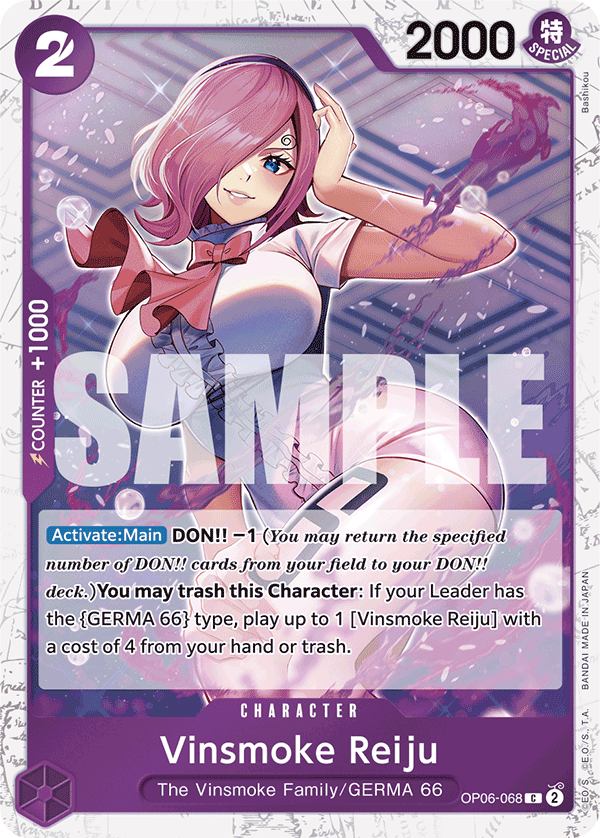 2
2000
特
SPECIAL
Bashikou
COUNTER +1000
SAMPLE
Activate:Main DON!! −1 (You may return the specified
number of DON!! cards from your field to your DON!!
deck.)You may trash this Character: If your Leader has
the {GERMA 66} type, play up to 1 [Vinsmoke Reiju] with
a cost of 4 from your hand or trash.
CHARACTER
Vinsmoke Reiju
The Vinsmoke Family/GERMA 66
OP06-068 C 2
©E.O/S. ©E.O./S.,T.A. BANDAI MADE IN JAPAN